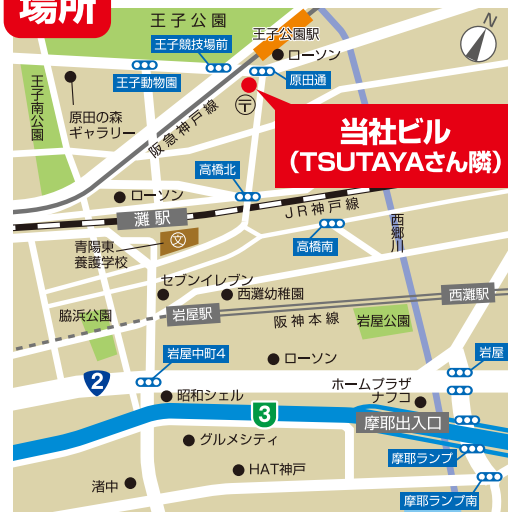 場所
王子公園
N
王子公園駅
王子競技場前
ローソン
王子動物園
原田通
王子南公園
原田の森
ギャラリー
〒
阪急神戸線
当社ビル
(TSUTAYAさん隣)
高橋北
ローソン
灘駅
JR神戸線
西郷川
文
青陽東
養護学校
高橋南
セブンイレブン
西灘幼稚園
西灘駅
脇浜公園
岩屋駅
阪神本線
岩屋公園
岩屋中町4
ローソン
岩屋
2
昭和シェル
ホームプラザ
ナフコ
3
摩耶出入口
グルメシティ
摩耶ランプ
HAT神戸
渚中
摩耶ランプ南